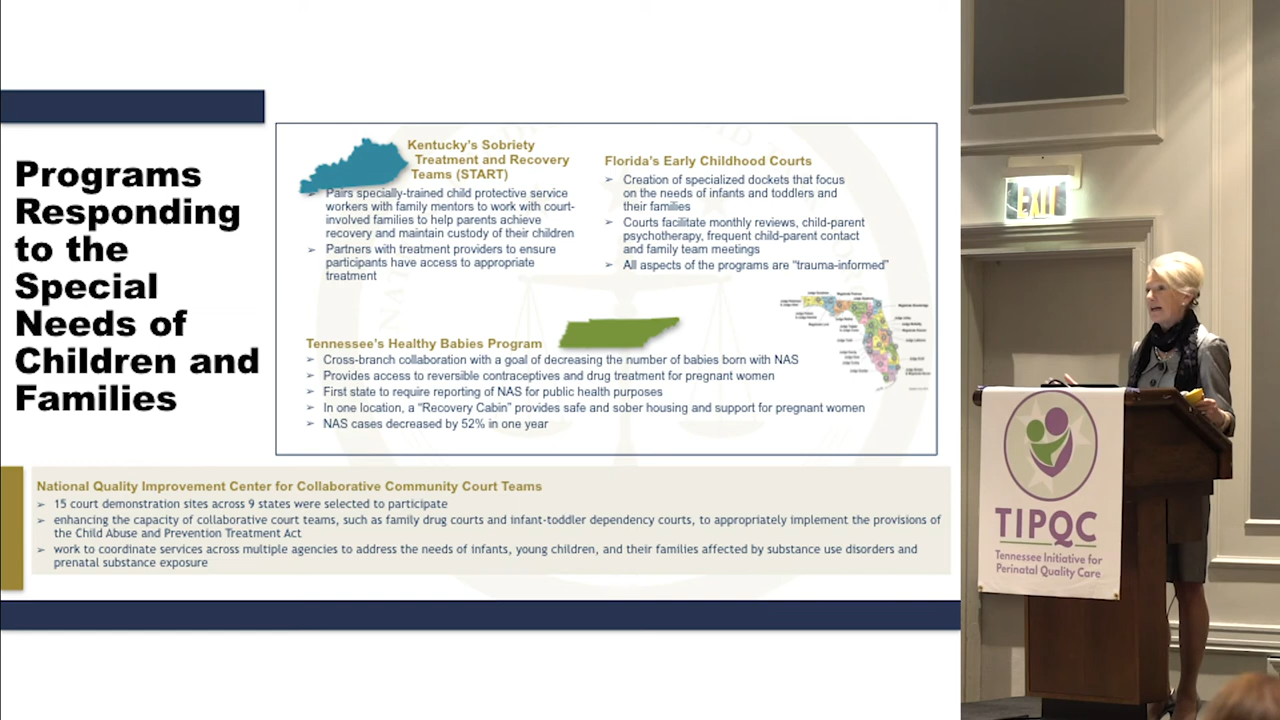 Programs
Responding
to the
Special
Needs of
Children and
Families
Kentucky's Sobriety
Treatment and Recovery
Teams (START)
➢ Pairs specially-trained child protective service
workers with family mentors to work with court-
involved families to help parents achieve
recovery and maintain custody of their children
➢ Partners with treatment providers to ensure
participants have access to appropriate
treatment
Florida's Early Childhood Courts
➢ Creation of specialized dockets that focus
on the needs of infants and toddlers and
their families
➢ Courts facilitate monthly reviews, child-parent
psychotherapy, frequent child-parent contact
and family team meetings
➢ All aspects of the programs are “trauma-informed”
Tennessee's Healthy Babies Program
➢ Cross-branch collaboration with a goal of decreasing the number of babies born with NAS
➢ Provides access to reversible contraceptives and drug treatment for pregnant women
➢ First state to require reporting of NAS for public health purposes
➢ In one location, a “Recovery Cabin” provides safe and sober housing and support for pregnant women
➢ NAS cases decreased by 52% in one year
National Quality Improvement Center for Collaborative Community Court Teams
➢ 15 court demonstration sites across 9 states were selected to participate
➢ enhancing the capacity of collaborative court teams, such as family drug courts and infant-toddler dependency courts, to appropriately implement the provisions of
the Child Abuse and Prevention Treatment Act
➢ work to coordinate services across multiple agencies to address the needs of infants, young children, and their families affected by substance use disorders and
prenatal substance exposure
EXIT
TIPQC
Tennessee Initiative for
Perinatal Quality Care